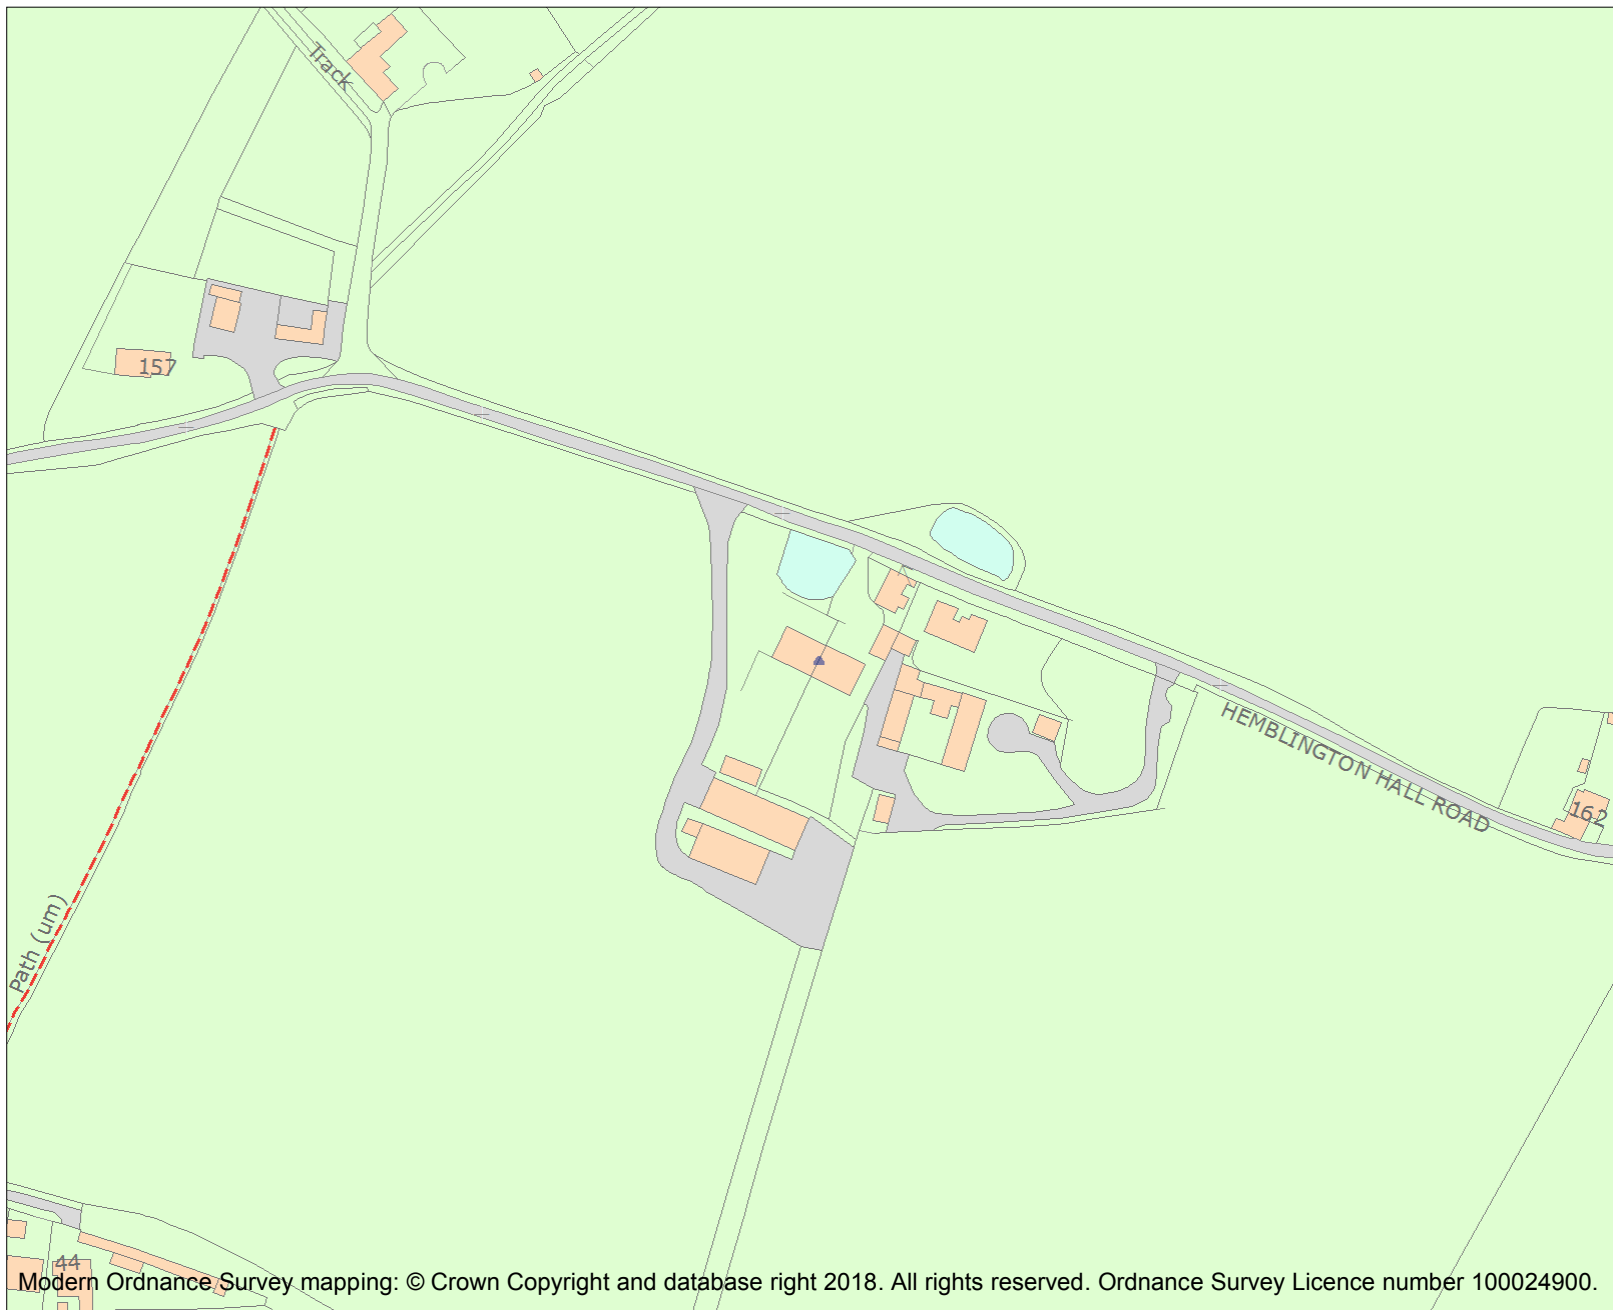 Track
157
HEMBLINGTON HALL ROAD
162
Path (um)
44
Modern Ordnance Survey mapping: © Crown Copyright and database right 2018. All rights reserved. Ordnance Survey Licence number 100024900.